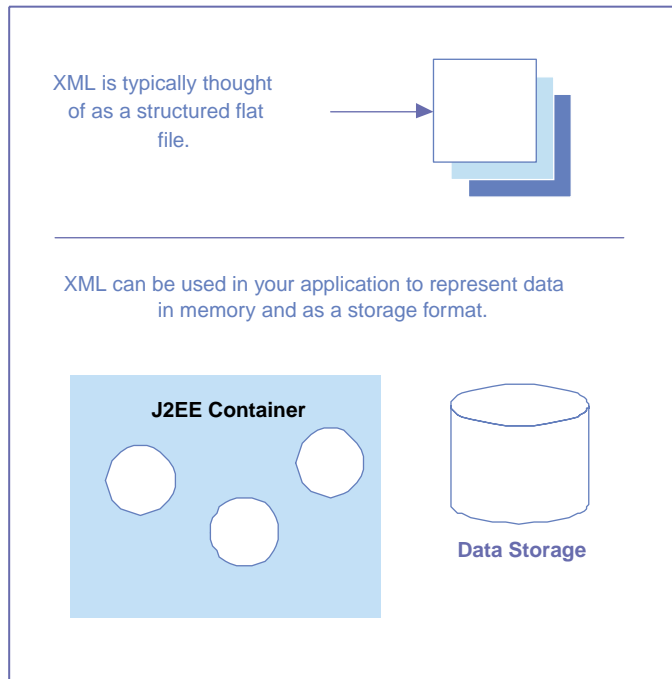 XML is typically thought
of as a structured flat
file.
XML can be used in your application to represent data
in memory and as a storage format.
J2EE Container
Data Storage